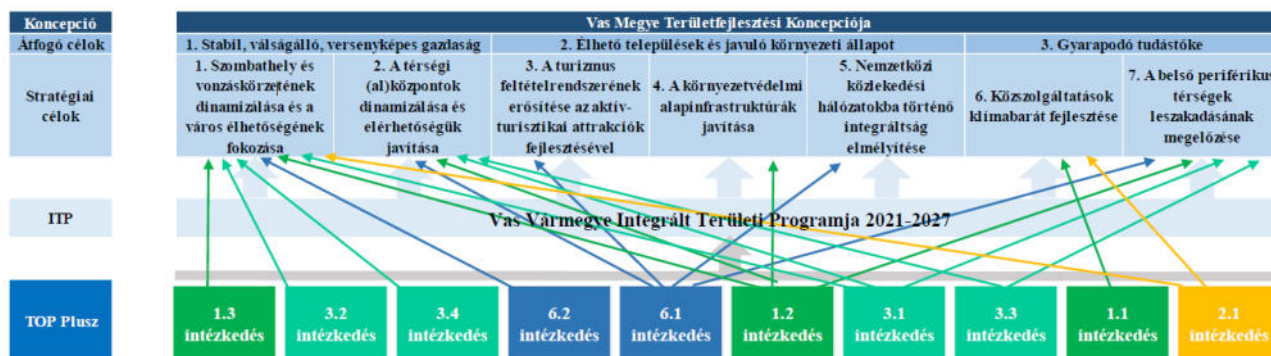 Koncepció
Vas Megye Területfejlesztési Koncepciója
Átfogó célok
1. Stabil, válságálló, versenyképes gazdaság
2. Élhető települések és javuló környezeti állapot
3. Gyarapodó tudástőke
Stratégiai
célok
1. Szombathely és
vonzáskörzetének
dinamizálása és a
város élhetőségének
fokozása
2. A térségi
(al)központok
dinamizálása és
elérhetőségük
javítása
3. A turizmus
feltételrendszerének
erősítése az aktív-
turisztikai attrakciók
fejlesztésével
4. A környezetvédelmi
alapinfrastruktúrák
javítása
5. Nemzetközi
közlekedési
hálózatokba történő
integráltság
elmélyítése
6. Közszolgáltatások
klímabarát fejlesztése
7. A belső periférikus
térségek
leszakadásának
megelőzése
ITP
Vas Vármegye Integrált Területi Programja 2021-2027
TOP Plusz
1.3
intézkedés
3.2
intézkedés
3.4
intézkedés
6.2
intézkedés
6.1
intézkedés
1.2
intézkedés
3.1
intézkedés
3.3
intézkedés
1.1
intézkedés
2.1
intézkedés